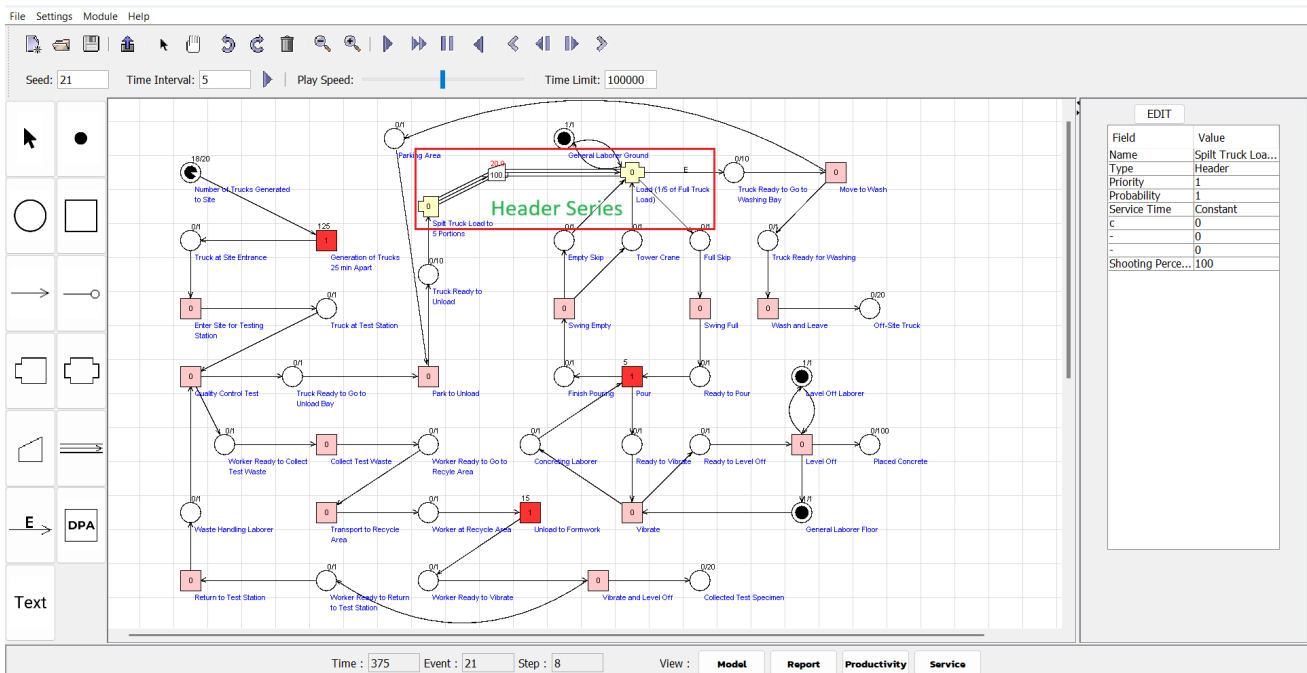 File Settings Module Help
Seed: 21 Time Interval: 5 Play Speed: Time Limit: 100000
EDIT
Field Value
Name Spilt Truck Loa...
Type Header
Priority 1
Probability 1
Service Time Constant
c 0
- 0
- 0
Shooting Perce... 100
0/1
Parking Area
1/1
General Laborer Ground
18/20
Number of Trucks Generated
to Site
20.0
100.
0
Spilt Truck Load to
5 Portions
Header Series
0
Load (1/5 of Full Truck
Load)
E
0/10
Truck Ready to Go to
Washing Bay
0
Move to Wash
0/1
Truck at Site Entrance
125
1
Generation of Trucks
25 min Apart
0/10
Truck Ready to
Unload
0/1
Empty Skip
0/1
Tower Crane
0/1
Full Skip
0/1
Truck Ready for Washing
0
Enter Site for Testing
Station
0/1
Truck at Test Station
0
Swing Empty
0
Swing Full
0
Wash and Leave
0/20
Off-Site Truck
0
Quality Control Test
0/1
Truck Ready to Go to
Unload Bay
0
Park to Unload
0/1
Finish Pouring
5
1
Pour
0/1
Ready to Pour
1/1
Level Off Laborer
0/1
Worker Ready to Collect
Test Waste
0
Collect Test Waste
0/1
Worker Ready to Go to
Recyle Area
0/1
Concreting Laborer
0/1
Ready to Vibrate
0/1
Ready to Level Off
0
Level Off
0/100
Placed Concrete
0/1
Waste Handling Laborer
0
Transport to Recycle
Area
0/1
Worker at Recycle Area
15
1
Unload to Formwork
0
Vibrate
1/1
General Laborer Floor
0
Return to Test Station
0/1
Worker Ready to Return
to Test Station
0/1
Worker Ready to Vibrate
0
Vibrate and Level Off
0/20
Collected Test Specimen
E
DPA
Text
Time : 375 Event : 21 Step : 8 View : Model Report Productivity Service